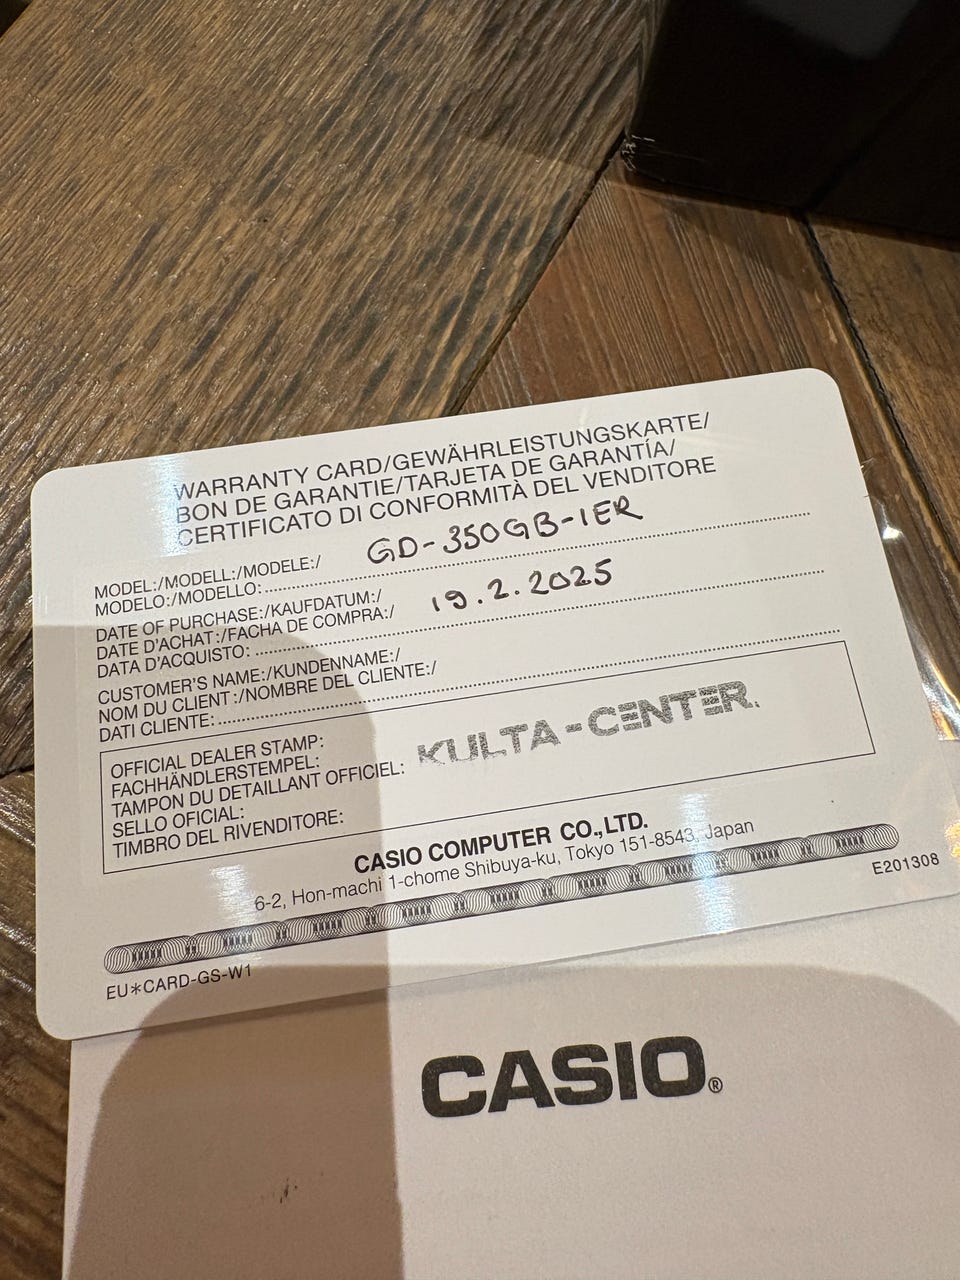 WARRANTY CARD/GEWÄHRLEISTUNGSKARTE/
BON DE GARANTIE/TARJETA DE GARANTÍA/
CERTIFICATO DI CONFORMITÀ DEL VENDITORE
MODEL:/MODELL:/MODELE:/
MODELO:/MODELLO: GD-350GB-1ER
DATE OF PURCHASE:/KAUFDATUM:/
DATE D'ACHAT:/FACHA DE COMPRA:/
DATA D'ACQUISTO: 19.2.2025
CUSTOMER'S NAME:/KUNDENNAME:/
NOM DU CLIENT:/NOMBRE DEL CLIENTE:/
DATI CLIENTE:
OFFICIAL DEALER STAMP:
FACHHÄNDLERSTEMPEL:
TAMPON DU DETAILLANT OFFICIEL:
SELLO OFICIAL:
TIMBRO DEL RIVENDITORE:
KULTA-CENTER.
CASIO COMPUTER CO.,LTD.
6-2, Hon-machi 1-chome Shibuya-ku, Tokyo 151-8543, Japan
E201308
EU*CARD-GS-W1
CASIO®